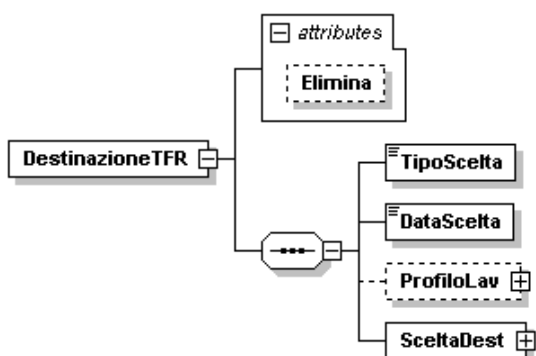 attributes
Elimina
DestinazioneTFR
TipoScelta
DataScelta
ProfiloLav
SceltaDest